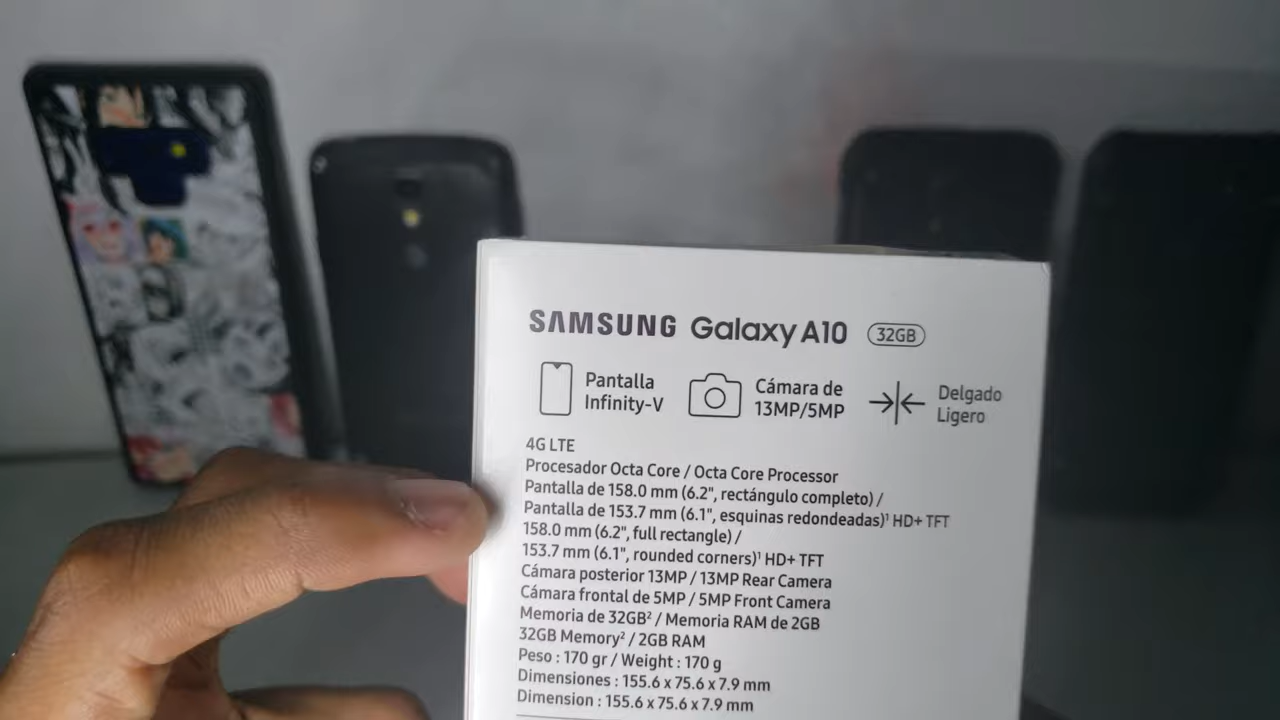 SAMSUNG Galaxy A10 32GB
Pantalla
Infinity-V
Cámara de
13MP/5MP
Delgado
Ligero
4G LTE
Procesador Octa Core / Octa Core Processor
Pantalla de 158.0 mm (6.2", rectángulo completo) /
Pantalla de 153.7 mm (6.1", esquinas redondeadas)¹ HD+ TFT
158.0 mm (6.2", full rectangle) /
153.7 mm (6.1", rounded corners)¹ HD+ TFT
Cámara posterior 13MP / 13MP Rear Camera
Cámara frontal de 5MP / 5MP Front Camera
Memoria de 32GB² / Memoria RAM de 2GB
32GB Memory² / 2GB RAM
Peso : 170 gr / Weight : 170 g
Dimensiones : 155.6 x 75.6 x 7.9 mm
Dimension : 155.6 x 75.6 x 7.9 mm